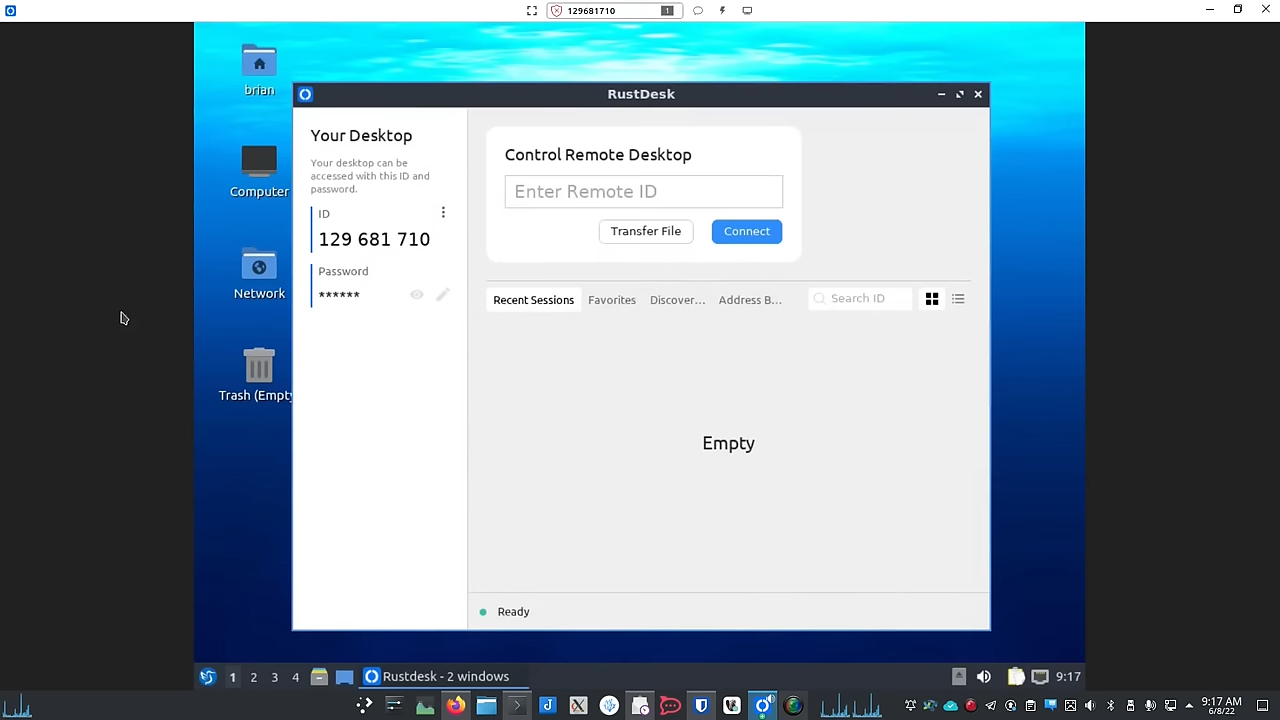 129681710
1
brian
Computer
Network
Trash (Empty
RustDesk
Your Desktop
Your desktop can be
accessed with this ID and
password.
ID
129 681 710
Password
******
Control Remote Desktop
Enter Remote ID
Transfer File
Connect
Recent Sessions
Favorites
Discover...
Address B...
Search ID
Empty
Ready
1
2
3
4
Rustdesk - 2 windows
9:17
9:17 AM
6/8/22